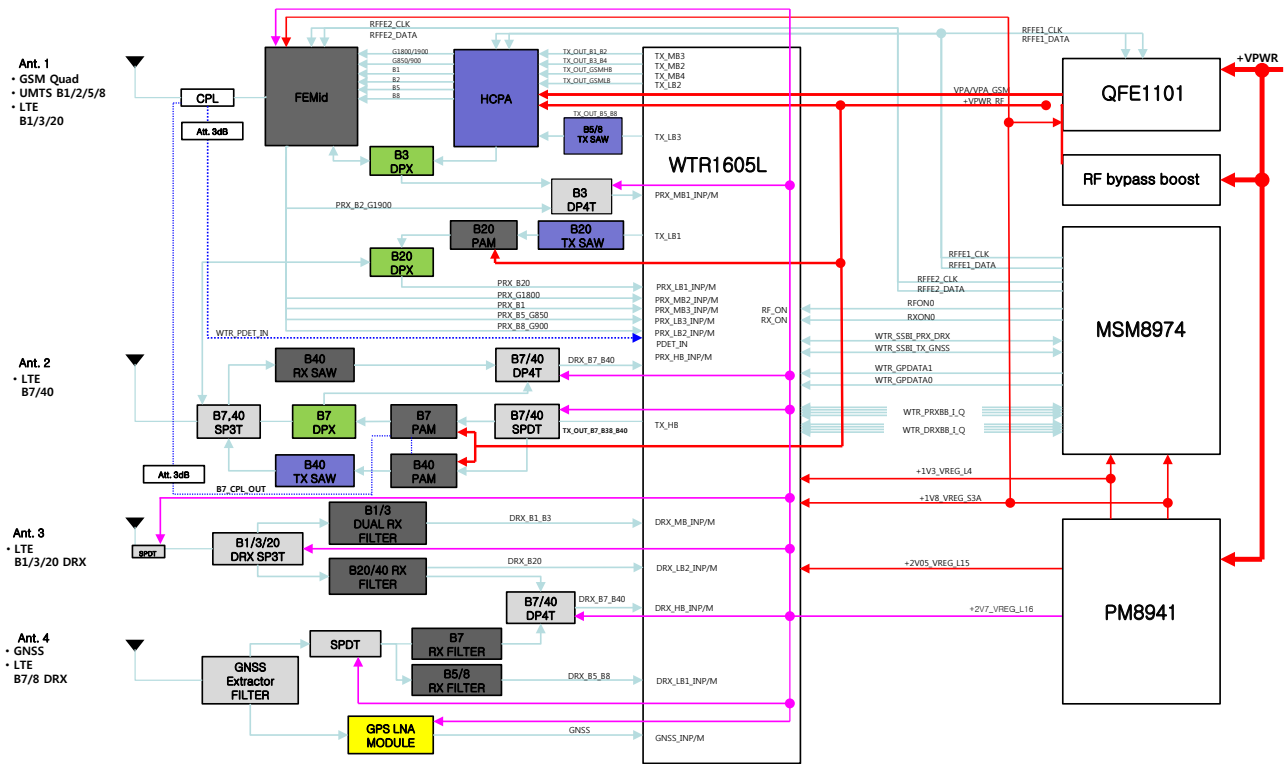 RFFE2_CLK
RFFE2_DATA
RFFE1_CLK
RFFE1_DATA
+VPWR
Ant. 1
• GSM Quad
• UMTS B1/2/5/8
• LTE
B1/3/20
CPL
Att. 3dB
FEMid
G1800/1900
G850/900
B1
B2
B5
B8
HCPA
TX_OUT_B1_B2
TX_OUT_B3_B4
TX_OUT_GSMHB
TX_OUT_GSMLB
TX_MB3
TX_MB2
TX_MB4
TX_LB2
VPA/VPA_GSM
+VPWR_RF
QFE1101
TX_OUT_B5_B8
B5/8
TX SAW
TX_LB3
WTR1605L
B3
DPX
B3
DP4T
PRX_MB1_INP/M
RF bypass boost
PRX_B2_G1900
B20
PAM
B20
TX SAW
TX_LB1
B20
DPX
RFFE1_CLK
RFFE1_DATA
RFFE2_CLK
RFFE2_DATA
PRX_B20
PRX_G1800
PRX_B1
PRX_B5_G850
PRX_B8_G900
PRX_LB1_INP/M
PRX_MB2_INP/M
PRX_MB3_INP/M
PRX_LB3_INP/M
PRX_LB2_INP/M
PDET_IN
PRX_HB_INP/M
RF_ON
RX_ON
RFON0
RXON0
MSM8974
WTR_PDET_IN
WTR_SSBI_PRX_DRX
WTR_SSBI_TX_GNSS
WTR_GPDATA1
WTR_GPDATA0
WTR_PRXBB_I_Q
WTR_DRXBB_I_Q
Ant. 2
• LTE
B7/40
B40
RX SAW
B7/40
DP4T
DRX_B7_B40
B7,40
SP3T
B7
DPX
B7
PAM
B7/40
SPDT
TX_OUT_B7_B38_B40
TX_HB
Att. 3dB
B40
TX SAW
B40
PAM
B7_CPL_OUT
+1V3_VREG_L4
+1V8_VREG_S3A
Ant. 3
• LTE
B1/3/20 DRX
SPDT
B1/3/20
DRX SP3T
B1/3
DUAL RX
FILTER
DRX_B1_B3
DRX_MB_INP/M
B20/40 RX
FILTER
DRX_B20
DRX_LB2_INP/M
+2V05_VREG_L15
B7/40
DP4T
DRX_B7_B40
DRX_HB_INP/M
+2V7_VREG_L16
PM8941
Ant. 4
• GNSS
• LTE
B7/8 DRX
GNSS
Extractor
FILTER
SPDT
B7
RX FILTER
B5/8
RX FILTER
DRX_B5_B8
DRX_LB1_INP/M
GPS LNA
MODULE
GNSS
GNSS_INP/M